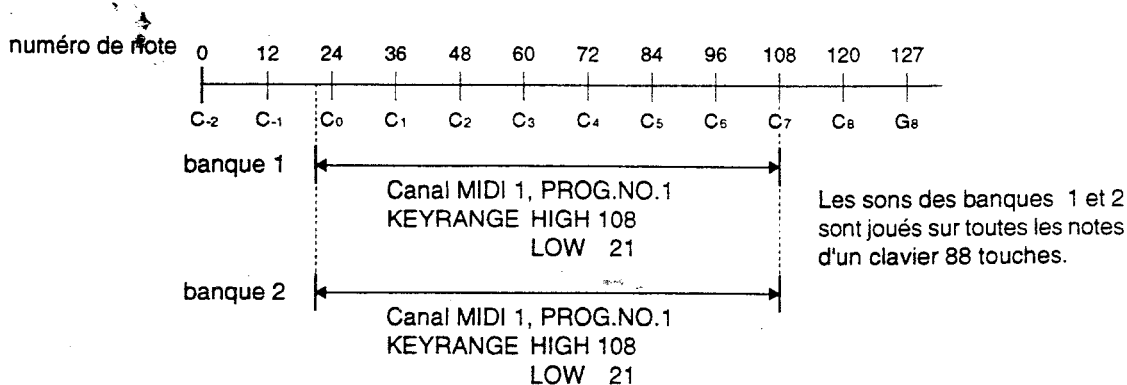 numéro de note 0 12 24 36 48 60 72 84 96 108 120 127
C-2 C-1 C0 C1 C2 C3 C4 C5 C6 C7 C8 G8
banque 1
Canal MIDI 1, PROG.NO.1
KEYRANGE HIGH 108
LOW 21
Les sons des banques 1 et 2
sont joués sur toutes les notes
d'un clavier 88 touches.
banque 2
Canal MIDI 1, PROG.NO.1
KEYRANGE HIGH 108
LOW 21